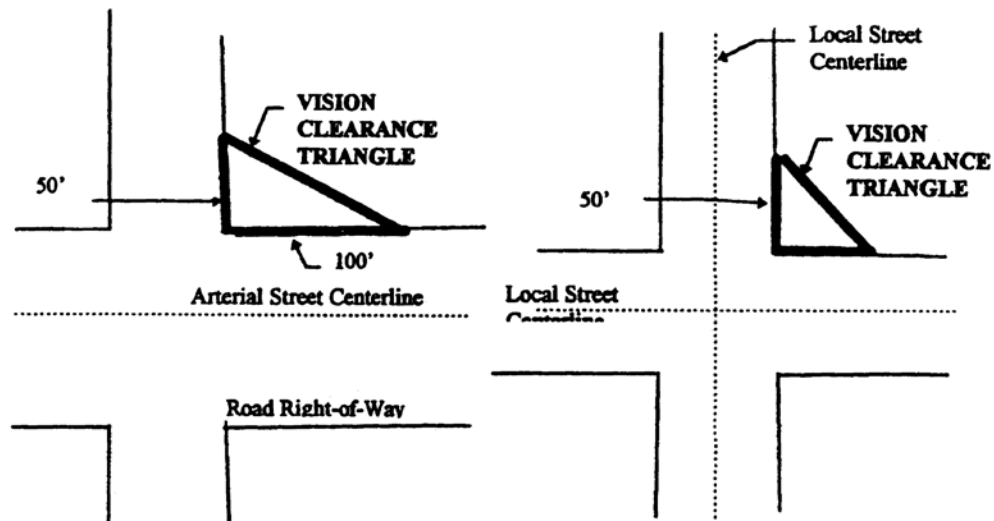 VISION
CLEARANCE
TRIANGLE
50'
100'
Arterial Street Centerline
Road Right-of-Way
Local Street
Centerline
VISION
CLEARANCE
TRIANGLE
50'
Local Street
Centerline